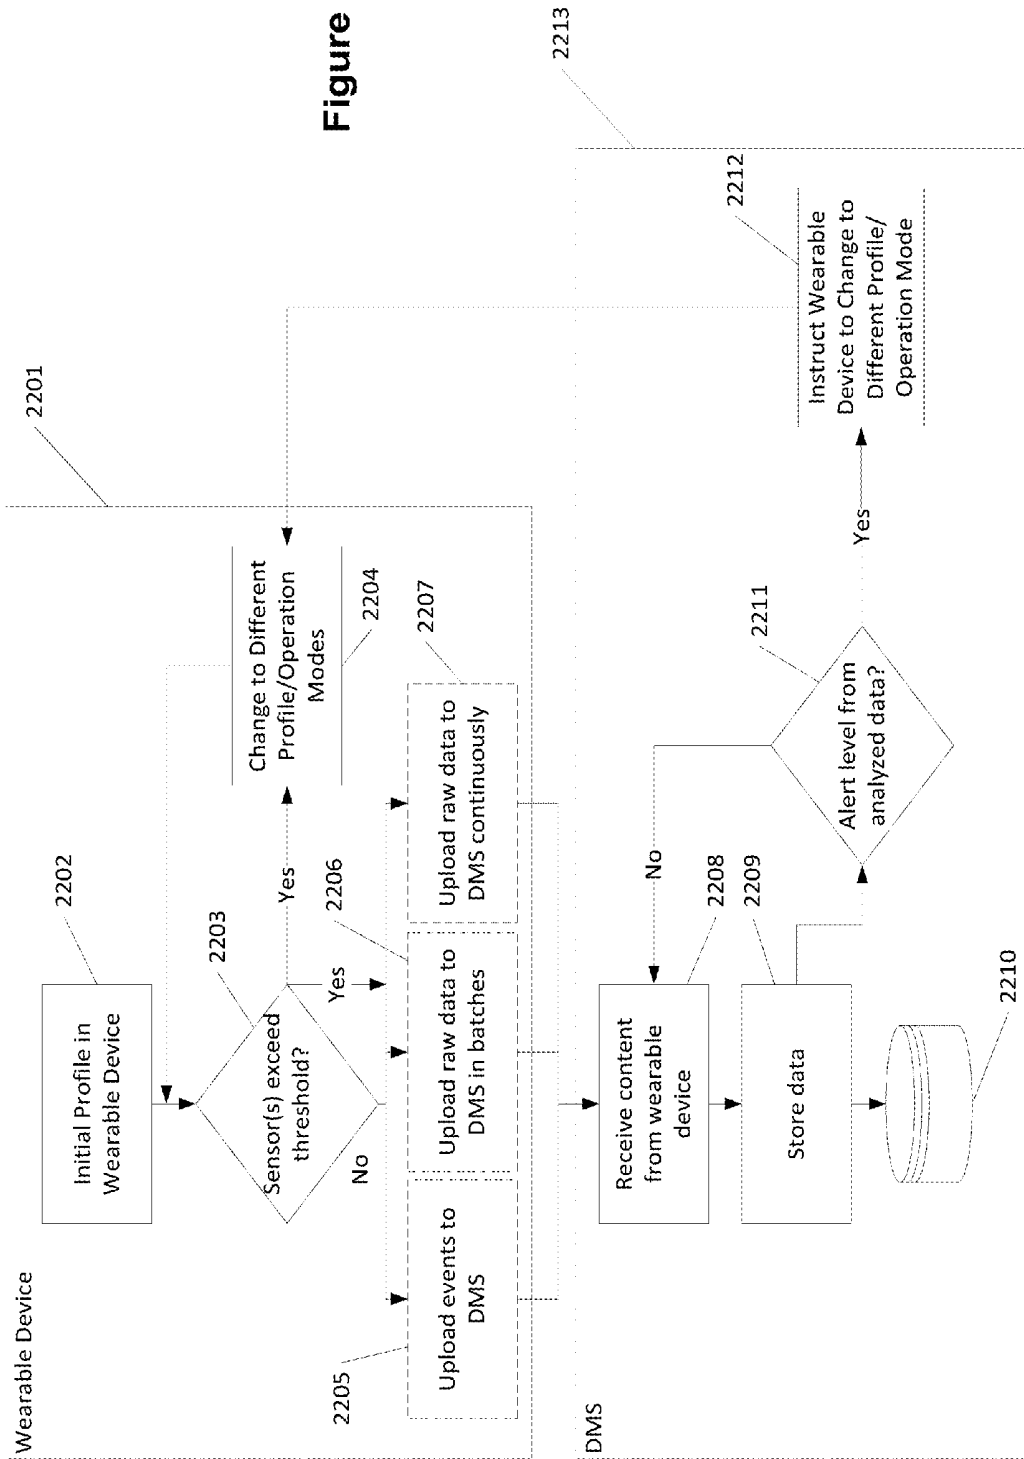 Figure
Wearable Device
2201
Initial Profile in
Wearable Device
2202
Sensor(s) exceed
threshold?
2203
Yes
Change to Different
Profile/Operation
Modes
2204
Yes
No
2206
2207
2205
Upload events to
DMS
Upload raw data to
DMS in batches
Upload raw data to
DMS continuously
DMS
2213
Receive content
from wearable
device
2208
No
Store data
2209
2210
Alert level from
analyzed data?
2211
Yes
Instruct Wearable
Device to Change to
Different Profile/
Operation Mode
2212